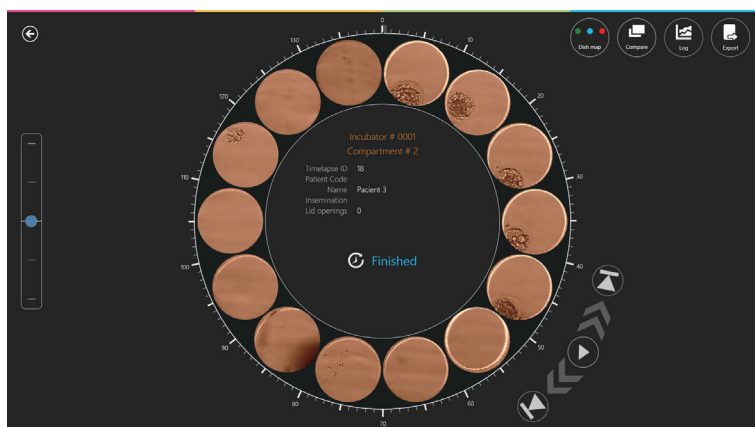 Dish map
Compare
Log
Export
0
10
20
30
40
50
60
70
80
90
100
110
120
130
Incubator # 0001
Compartment # 2
Timelapse ID 18
Patient Code
Name Pacient 3
Insemination
Lid openings 0
Finished